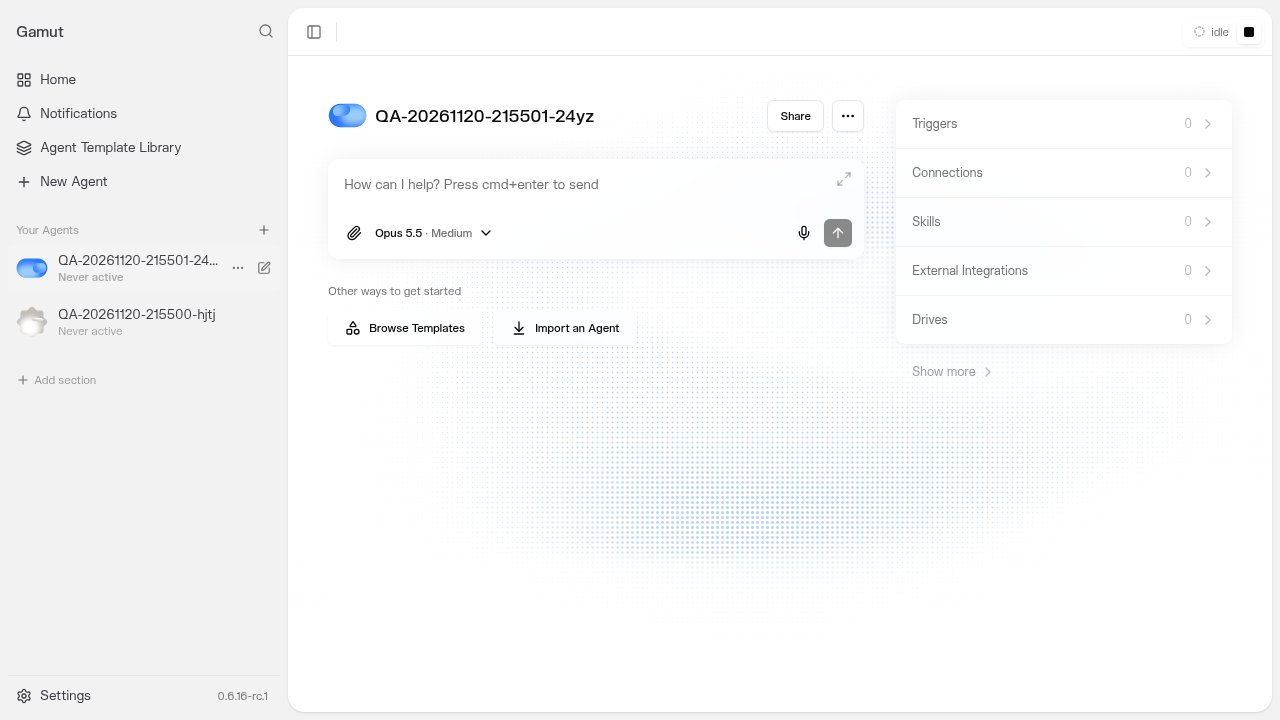 Gamut
Home
Notifications
Agent Template Library
New Agent
Your Agents
QA-20261120-215501-24...
Never active
QA-20261120-215500-hjtj
Never active
Add section
Settings
0.6.16-rc.1
idle
QA-20261120-215501-24yz
Share
How can I help? Press cmd+enter to send
Opus 5.5 · Medium
Other ways to get started
Browse Templates
Import an Agent
Triggers 0
Connections 0
Skills 0
External Integrations 0
Drives 0
Show more